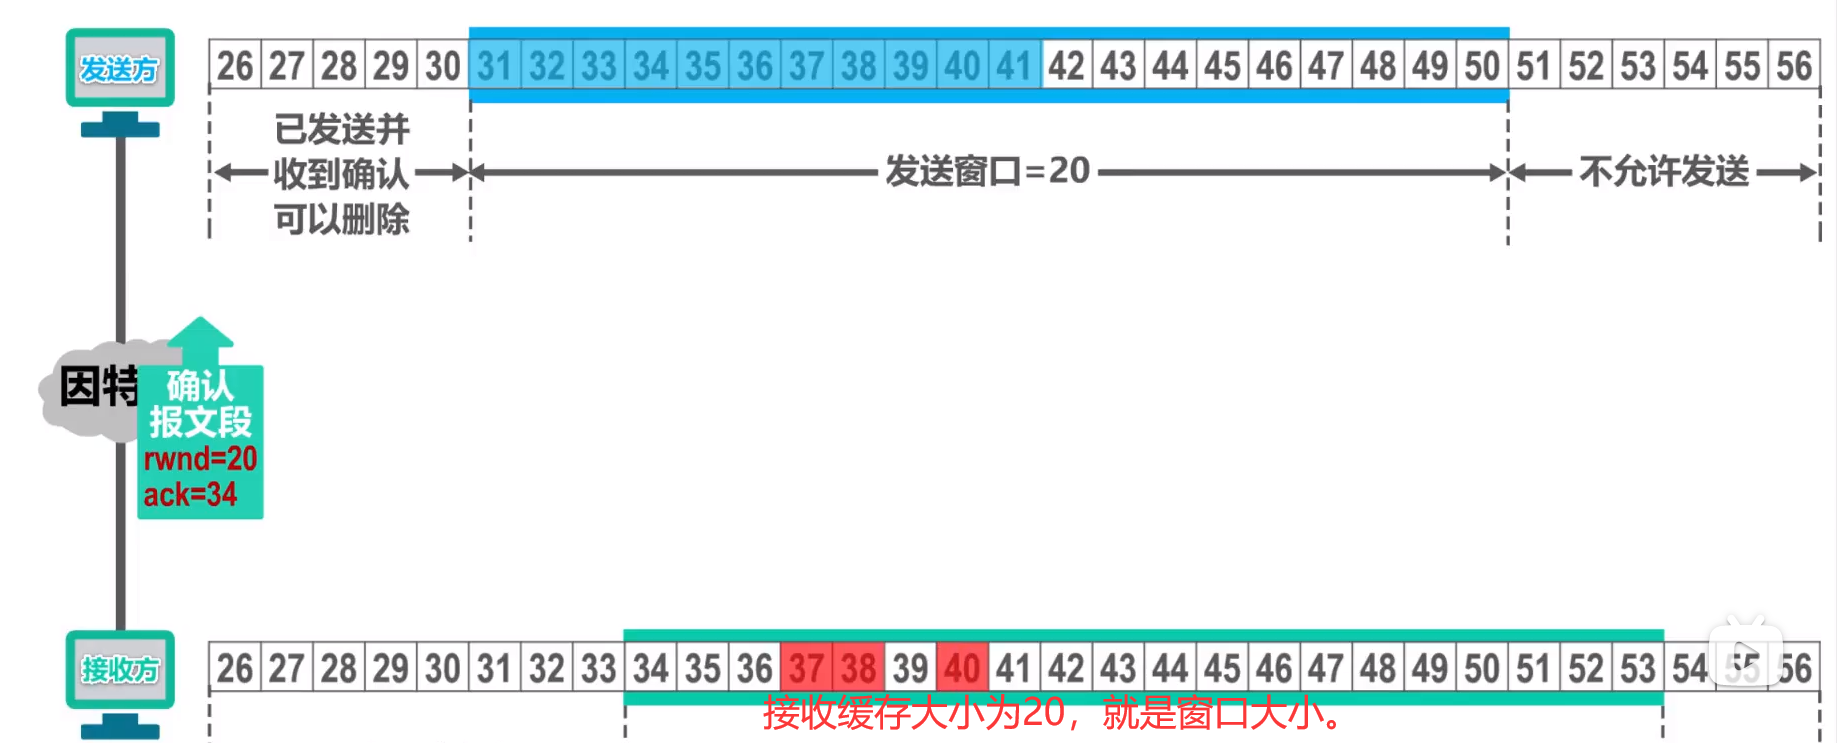 发送方
26 27 28 29 30 31 32 33 34 35 36 37 38 39 40 41 42 43 44 45 46 47 48 49 50 51 52 53 54 55 56
已发送并
收到确认
可以删除
发送窗口=20
不允许发送
因特
确认
报文段
rwnd=20
ack=34
接收方
26 27 28 29 30 31 32 33 34 35 36 37 38 39 40 41 42 43 44 45 46 47 48 49 50 51 52 53 54 55 56
接收缓存大小为20，就是窗口大小。